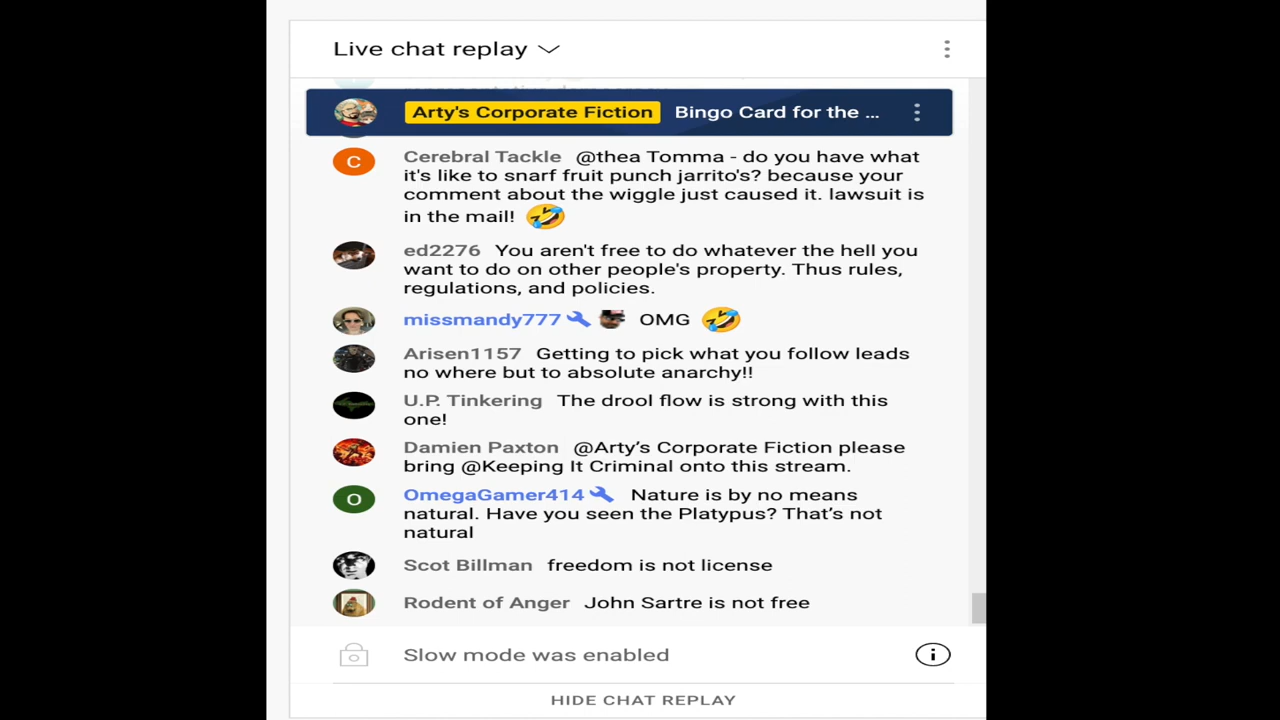 Live chat replay
representative democracy
Arty's Corporate Fiction Bingo Card for the ...
C Cerebral Tackle @thea Tomma - do you have what
it's like to snarf fruit punch jarrito's? because your
comment about the wiggle just caused it. lawsuit is
in the mail! 🤣
ed2276 You aren't free to do whatever the hell you
want to do on other people's property. Thus rules,
regulations, and policies.
missmandy777 OMG 🤣
Arisen1157 Getting to pick what you follow leads
no where but to absolute anarchy!!
U.P. Tinkering The drool flow is strong with this
one!
Damien Paxton @Arty’s Corporate Fiction please
bring @Keeping It Criminal onto this stream.
O OmegaGamer414 Nature is by no means
natural. Have you seen the Platypus? That’s not
natural
Scot Billman freedom is not license
Rodent of Anger John Sartre is not free
Slow mode was enabled
HIDE CHAT REPLAY